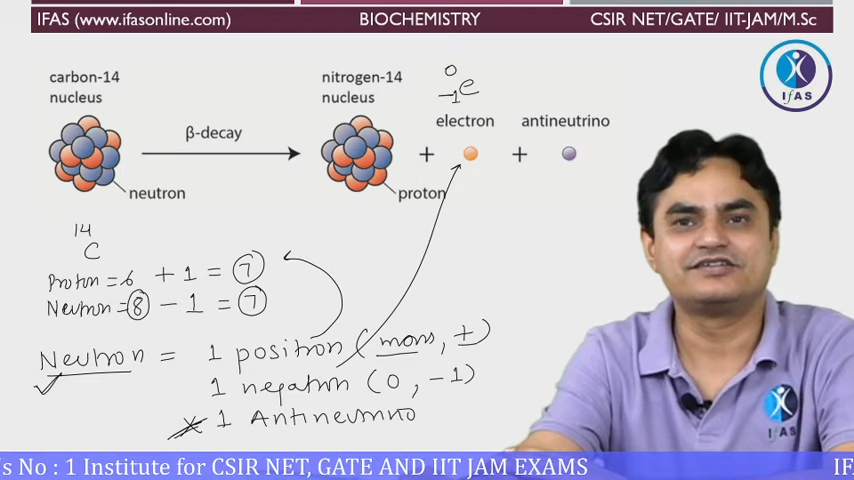 IFAS (www.ifasonline.com) BIOCHEMISTRY CSIR NET/GATE/ IIT-JAM/M.Sc
carbon-14
nucleus
nitrogen-14
nucleus
0
-1 e
IFAS
β-decay
electron
antineutrino
+
+
neutron
proton
14
C
Proton = 6 + 1 = 7
Neutron = 8 - 1 = 7
Neutron = 1 positron (mass, +)
1 negatron (0, -1)
1 Antineutrino
IFAS
's No : 1 Institute for CSIR NET, GATE AND IIT JAM EXAMS IF